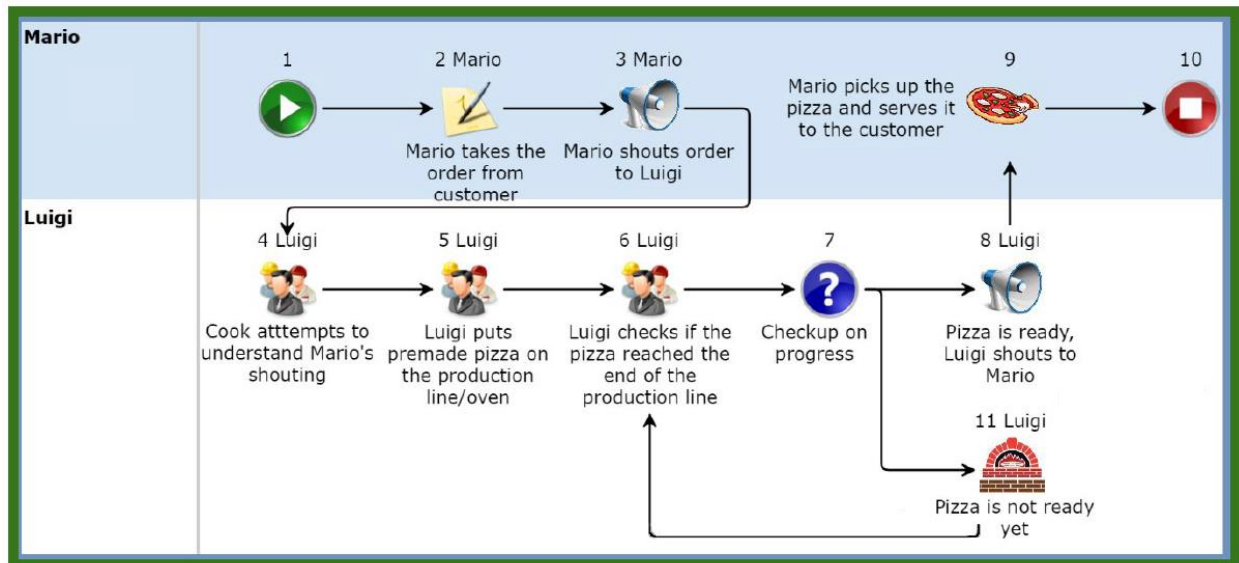 Mario
1
2 Mario
3 Mario
9
10
Mario takes the
order from
customer
Mario shouts order
to Luigi
Mario picks up the
pizza and serves it
to the customer
Luigi
4 Luigi
5 Luigi
6 Luigi
7
8 Luigi
Cook atttempts to
understand Mario's
shouting
Luigi puts
premade pizza on
the production
line/oven
Luigi checks if the
pizza reached the
end of the
production line
?
Checkup on
progress
Pizza is ready,
Luigi shouts to
Mario
11 Luigi
Pizza is not ready
yet